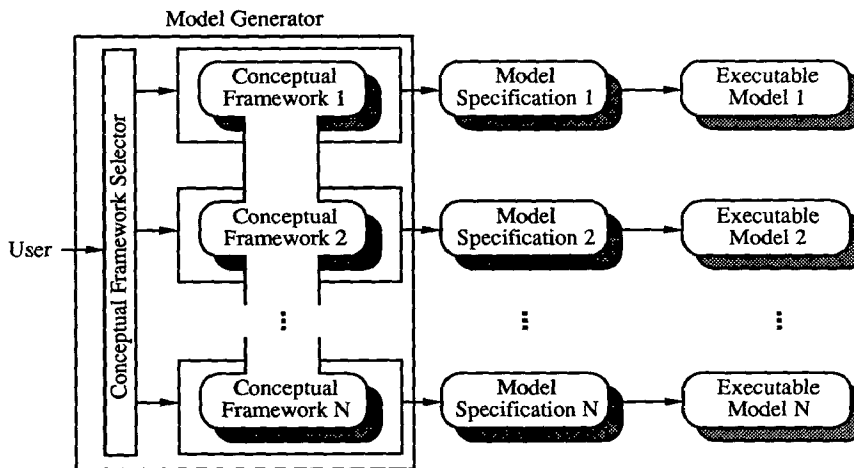 Model Generator
User
Conceptual Framework Selector
Conceptual
Framework 1
Model
Specification 1
Executable
Model 1
Conceptual
Framework 2
Model
Specification 2
Executable
Model 2
...
...
...
Conceptual
Framework N
Model
Specification N
Executable
Model N